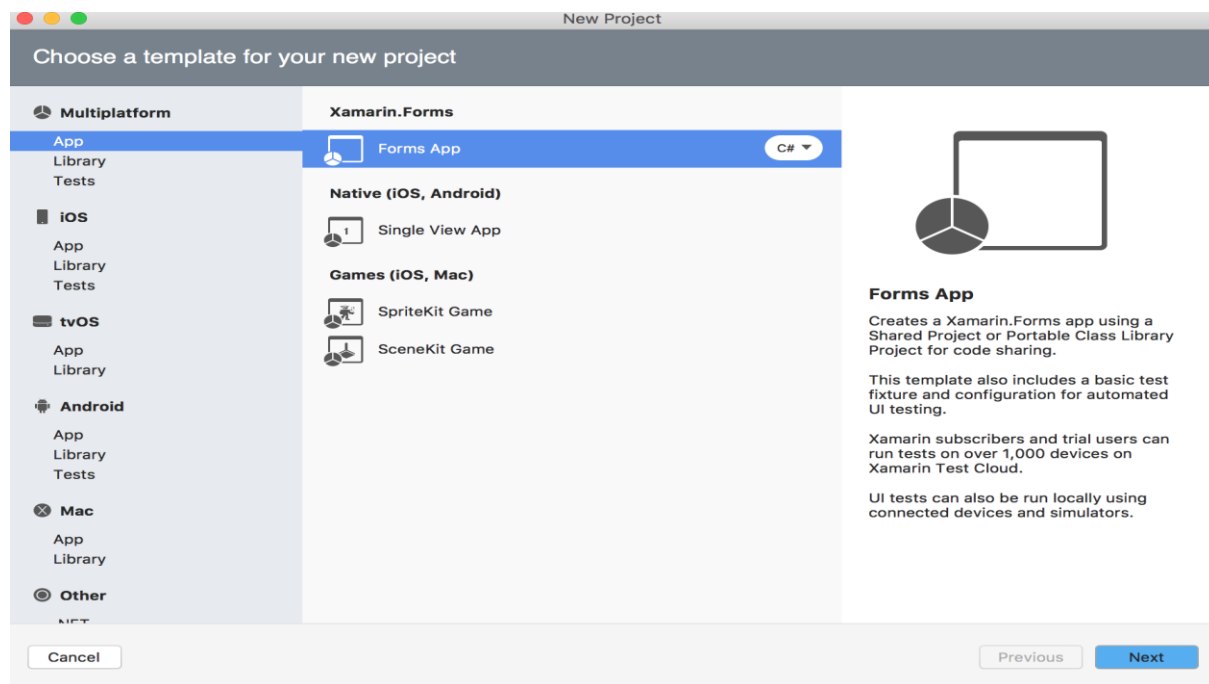 New Project
Choose a template for your new project
Multiplatform
App
Library
Tests
iOS
App
Library
Tests
tvOS
App
Library
Android
App
Library
Tests
Mac
App
Library
Other
.NET
Xamarin.Forms
Forms App
C#
Native (iOS, Android)
1
Single View App
Games (iOS, Mac)
SpriteKit Game
SceneKit Game
Forms App
Creates a Xamarin.Forms app using a
Shared Project or Portable Class Library
Project for code sharing.
This template also includes a basic test
fixture and configuration for automated
UI testing.
Xamarin subscribers and trial users can
run tests on over 1,000 devices on
Xamarin Test Cloud.
UI tests can also be run locally using
connected devices and simulators.
Cancel
Previous
Next